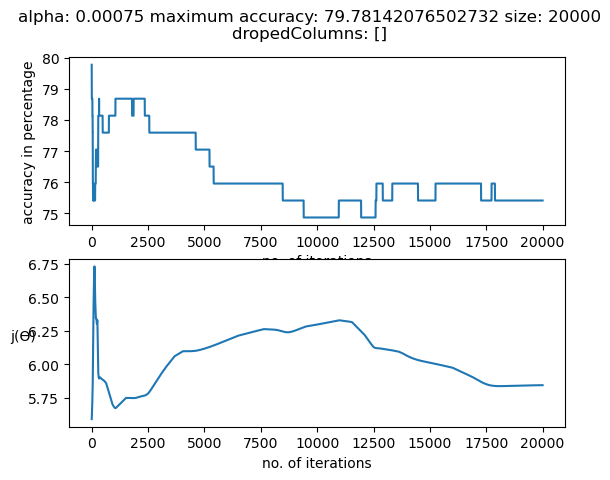 alpha: 0.00075 maximum accuracy: 79.78142076502732 size: 20000
dropedColumns: []
80
79
78
77
76
75
accuracy in percentage
0 2500 5000 7500 10000 12500 15000 17500 20000
no. of iterations
6.75
6.50
6.25
6.00
5.75
j(Θ)
0 2500 5000 7500 10000 12500 15000 17500 20000
no. of iterations